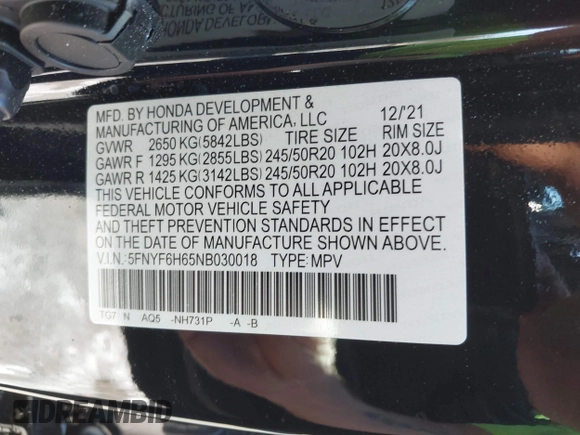 MFD. BY HONDA DEVELOPMENT & 12/'21
MANUFACTURING OF AMERICA, LLC
GVWR 2650 KG(5842LBS) TIRE SIZE RIM SIZE
GAWR F 1295 KG(2855LBS) 245/50R20 102H 20X8.0J
GAWR R 1425 KG(3142LBS) 245/50R20 102H 20X8.0J
THIS VEHICLE CONFORMS TO ALL APPLICABLE
FEDERAL MOTOR VEHICLE SAFETY
AND THEFT PREVENTION STANDARDS IN EFFECT
ON THE DATE OF MANUFACTURE SHOWN ABOVE.
V.I.N.: 5FNYF6H65NB030018 TYPE: MPV
TG7 N AQ5 -NH731P -A -B
IDREAMBID